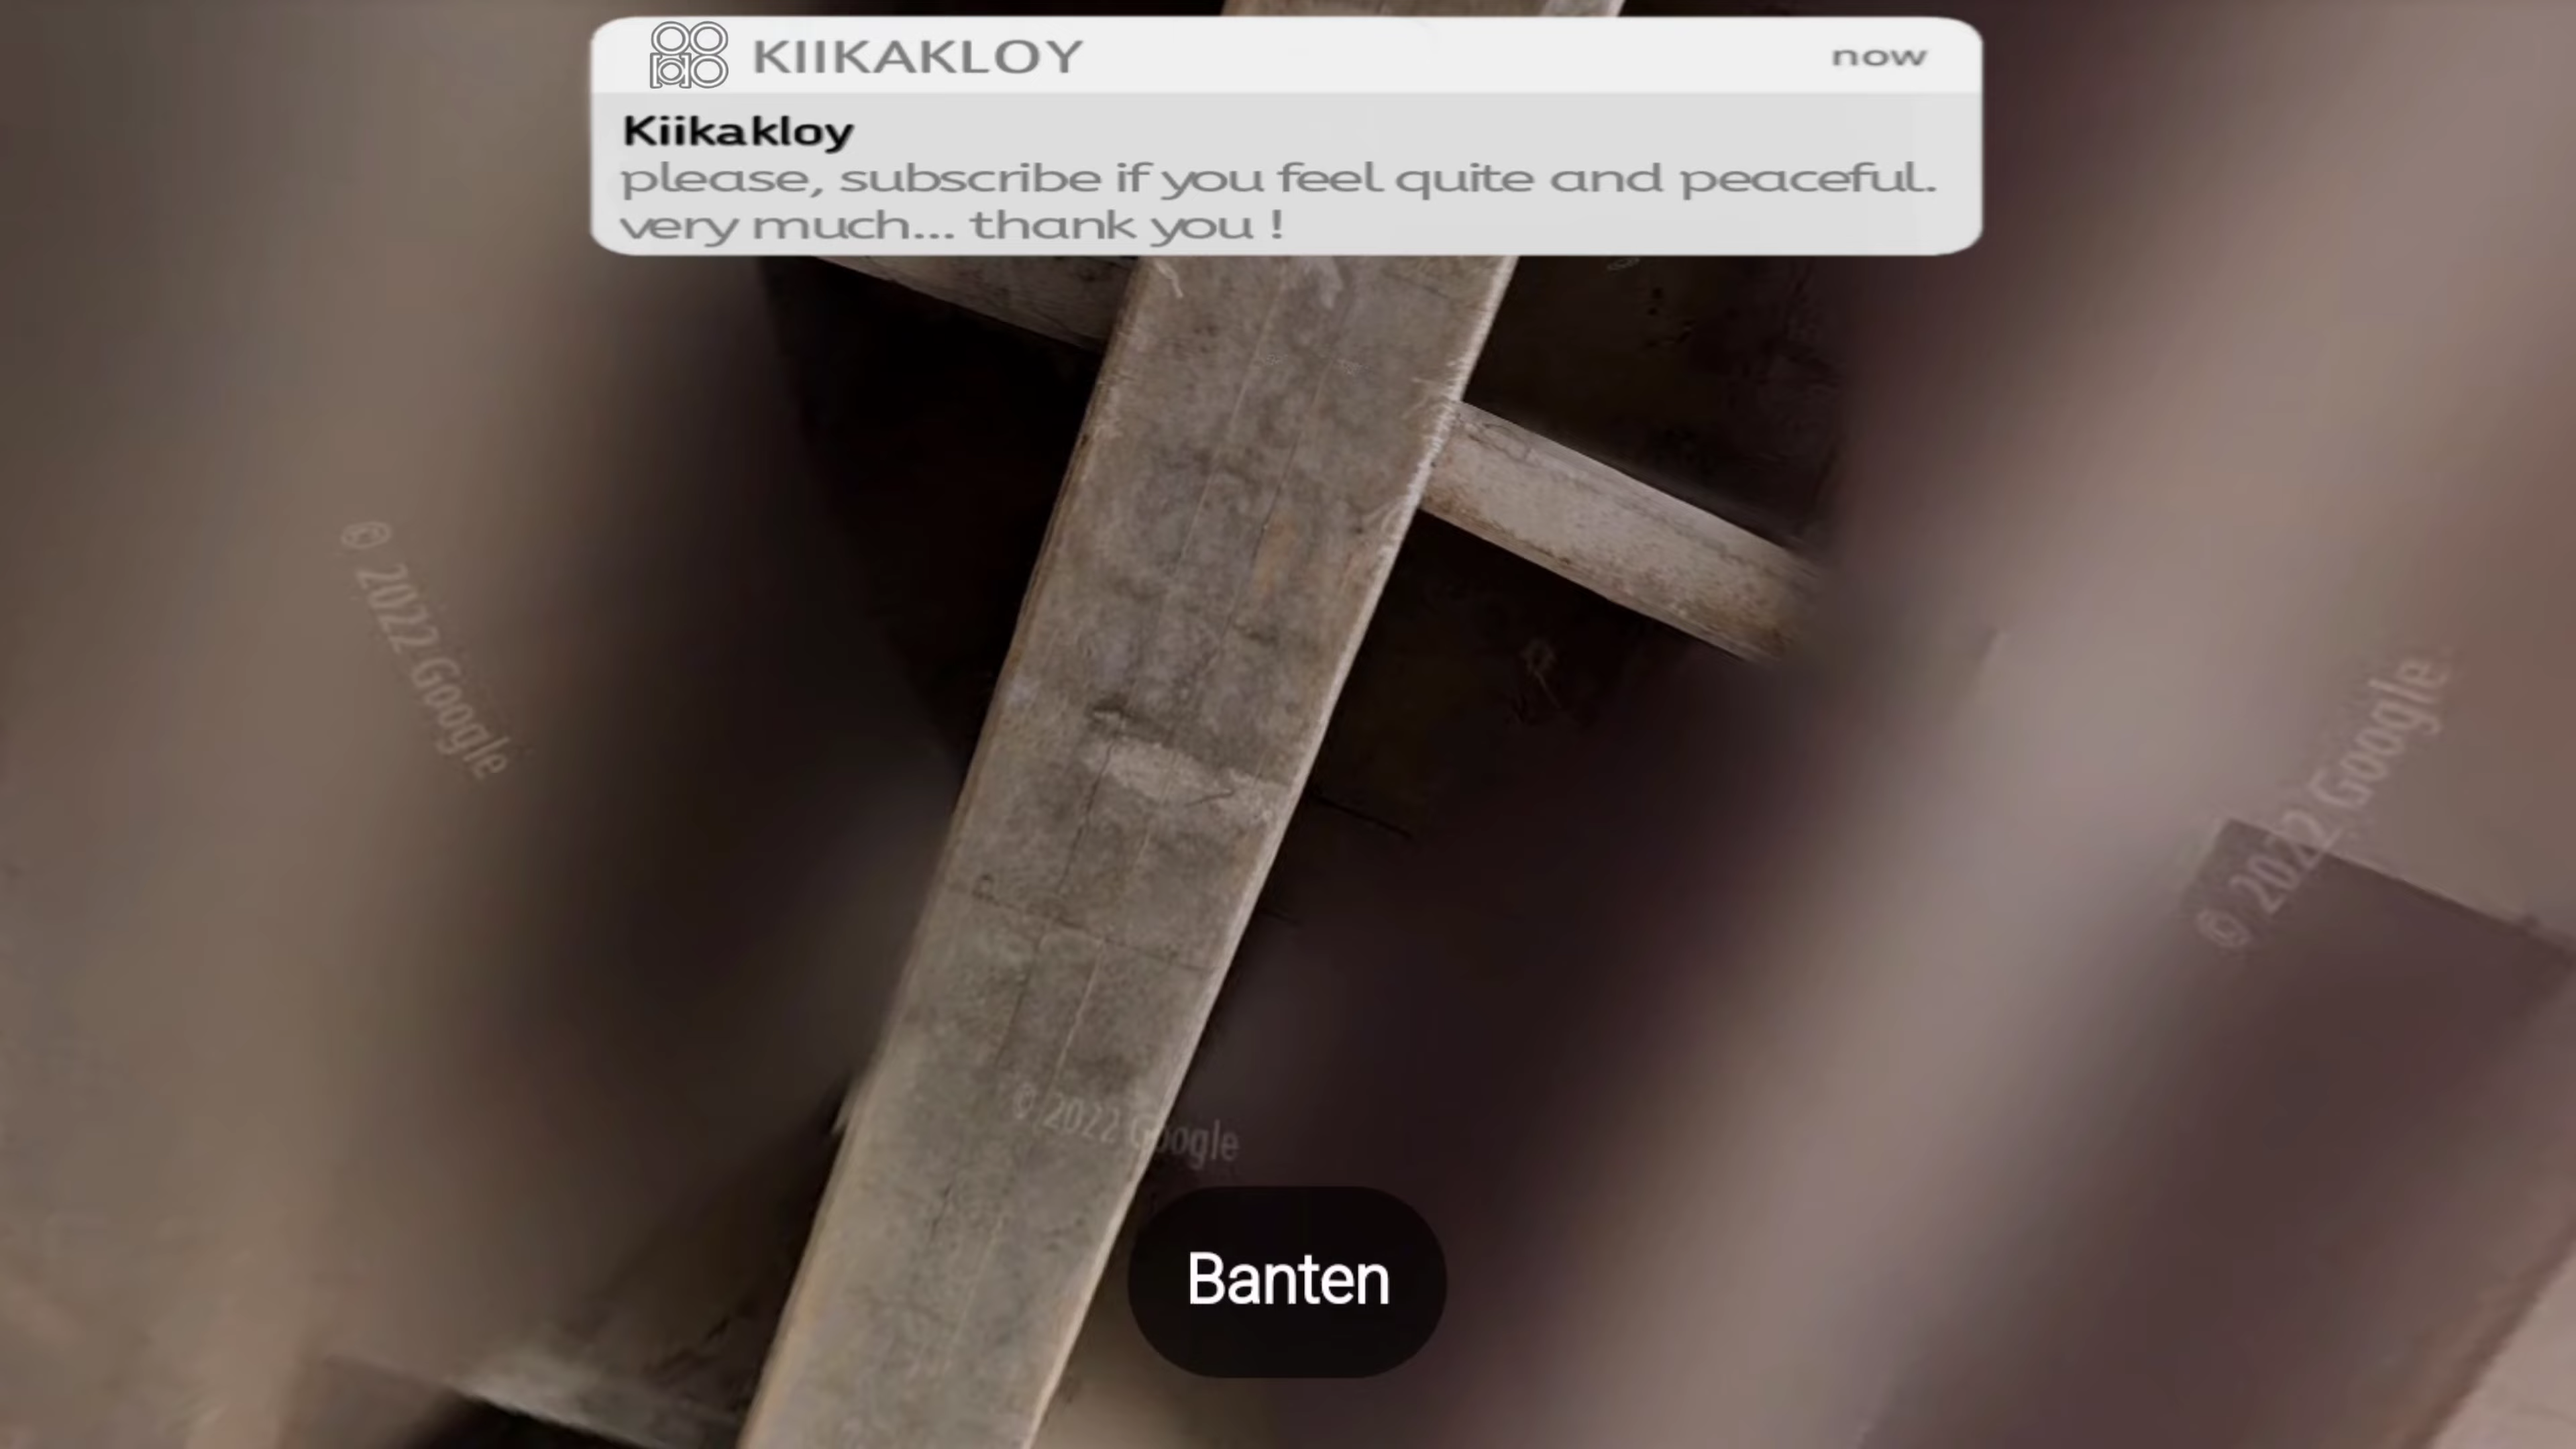 KIIKAKLOY
now
Kiikakloy
please, subscribe if you feel quite and peaceful.
very much... thank you !
© 2022 Google
© 2022 Google
© 2022 Google
Banten